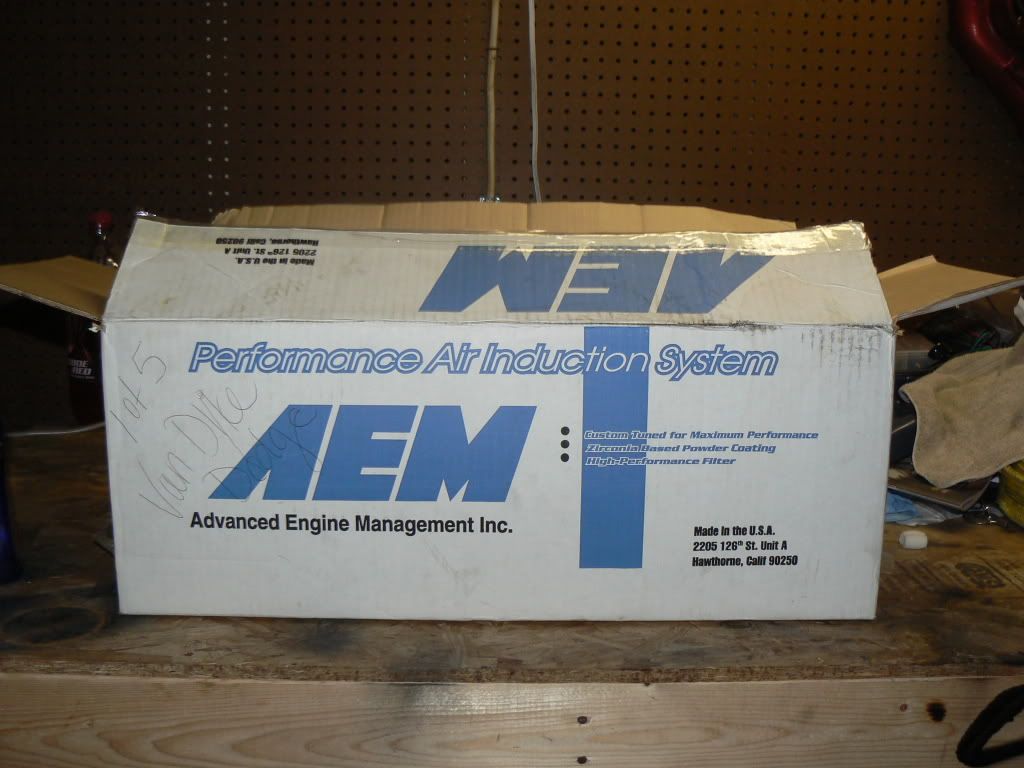 Made in the U.S.A.
2205 126th St. Unit A
Hawthorne, Calif 90250
AEM
Performance Air Induction System
1 of 5
Van Dyke
Dodge
AEM
Custom Tuned for Maximum Performance
Zirconia Based Powder Coating
High-Performance Filter
Advanced Engine Management Inc.
Made in the U.S.A.
2205 126th St. Unit A
Hawthorne, Calif 90250
RED